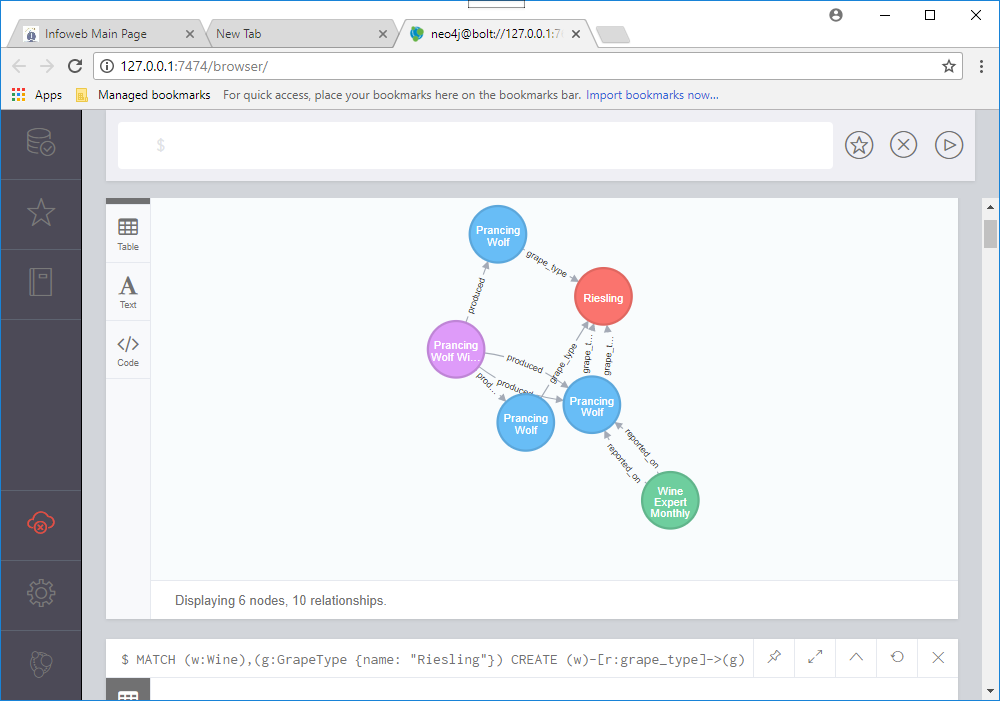 Infoweb Main Page
New Tab
neo4j@bolt://127.0.0.1:7
127.0.0.1:7474/browser/
Apps
Managed bookmarks
For quick access, place your bookmarks here on the bookmarks bar.
Import bookmarks now...
$
Table
Text
Code
Prancing
Wolf
grape_type
produced
Riesling
Prancing
Wolf Wi...
produced
grape_type
grape_t...
grape_t...
prod...
produced
Prancing
Wolf
Prancing
Wolf
reported_on
reported_on
Wine
Expert
Monthly
Displaying 6 nodes, 10 relationships.
$ MATCH (w:Wine),(g:GrapeType {name: "Riesling"}) CREATE (w)-[r:grape_type]->(g)